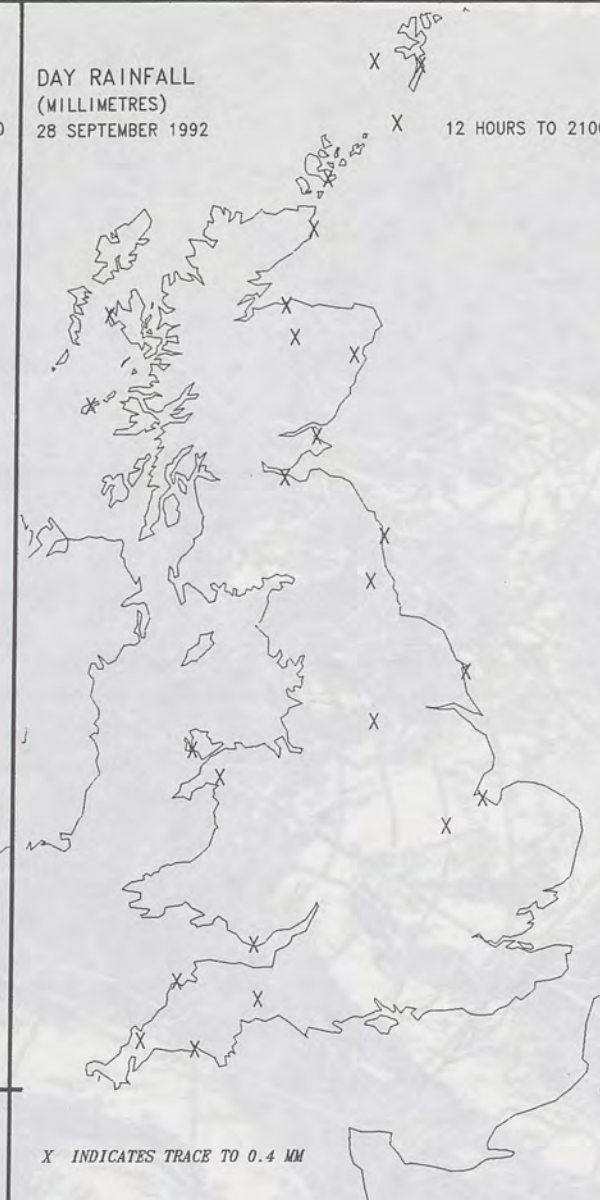 DAY RAINFALL
(MILLIMETRES)
28 SEPTEMBER 1992
12 HOURS TO 2100
X INDICATES TRACE TO 0.4 MM